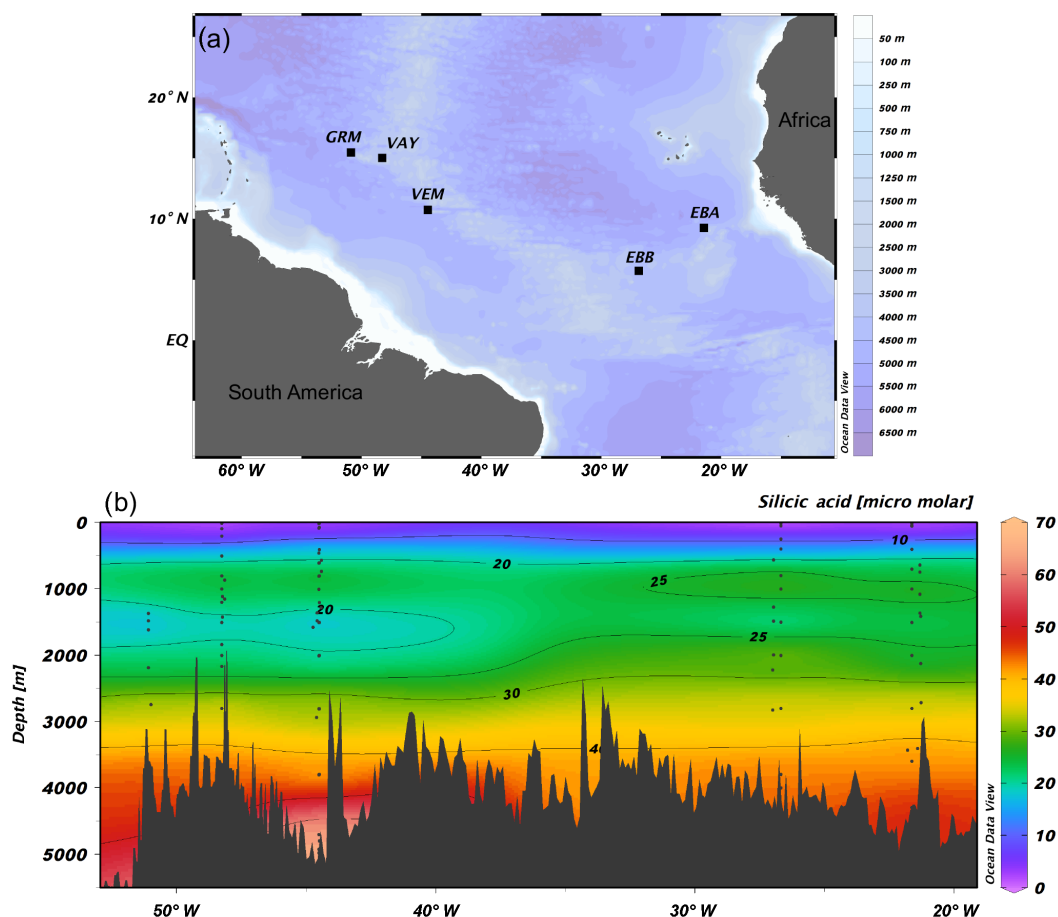 (a)
20° N
10° N
EQ
GRM
VAY
VEM
EBA
EBB
Africa
South America
60° W
50° W
40° W
30° W
20° W
50 m
100 m
250 m
500 m
750 m
1000 m
1500 m
2000 m
2500 m
3000 m
3500 m
4000 m
4500 m
5000 m
5500 m
6000 m
6500 m
Ocean Data View
(b)
Silicic acid [micro molar]
Depth [m]
0
1000
2000
3000
4000
5000
10
20
25
20
25
30
40
50° W
40° W
30° W
20° W
70
60
50
40
30
20
10
0
Ocean Data View